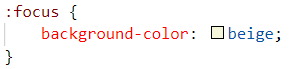 :focus {
    background-color: beige;
}